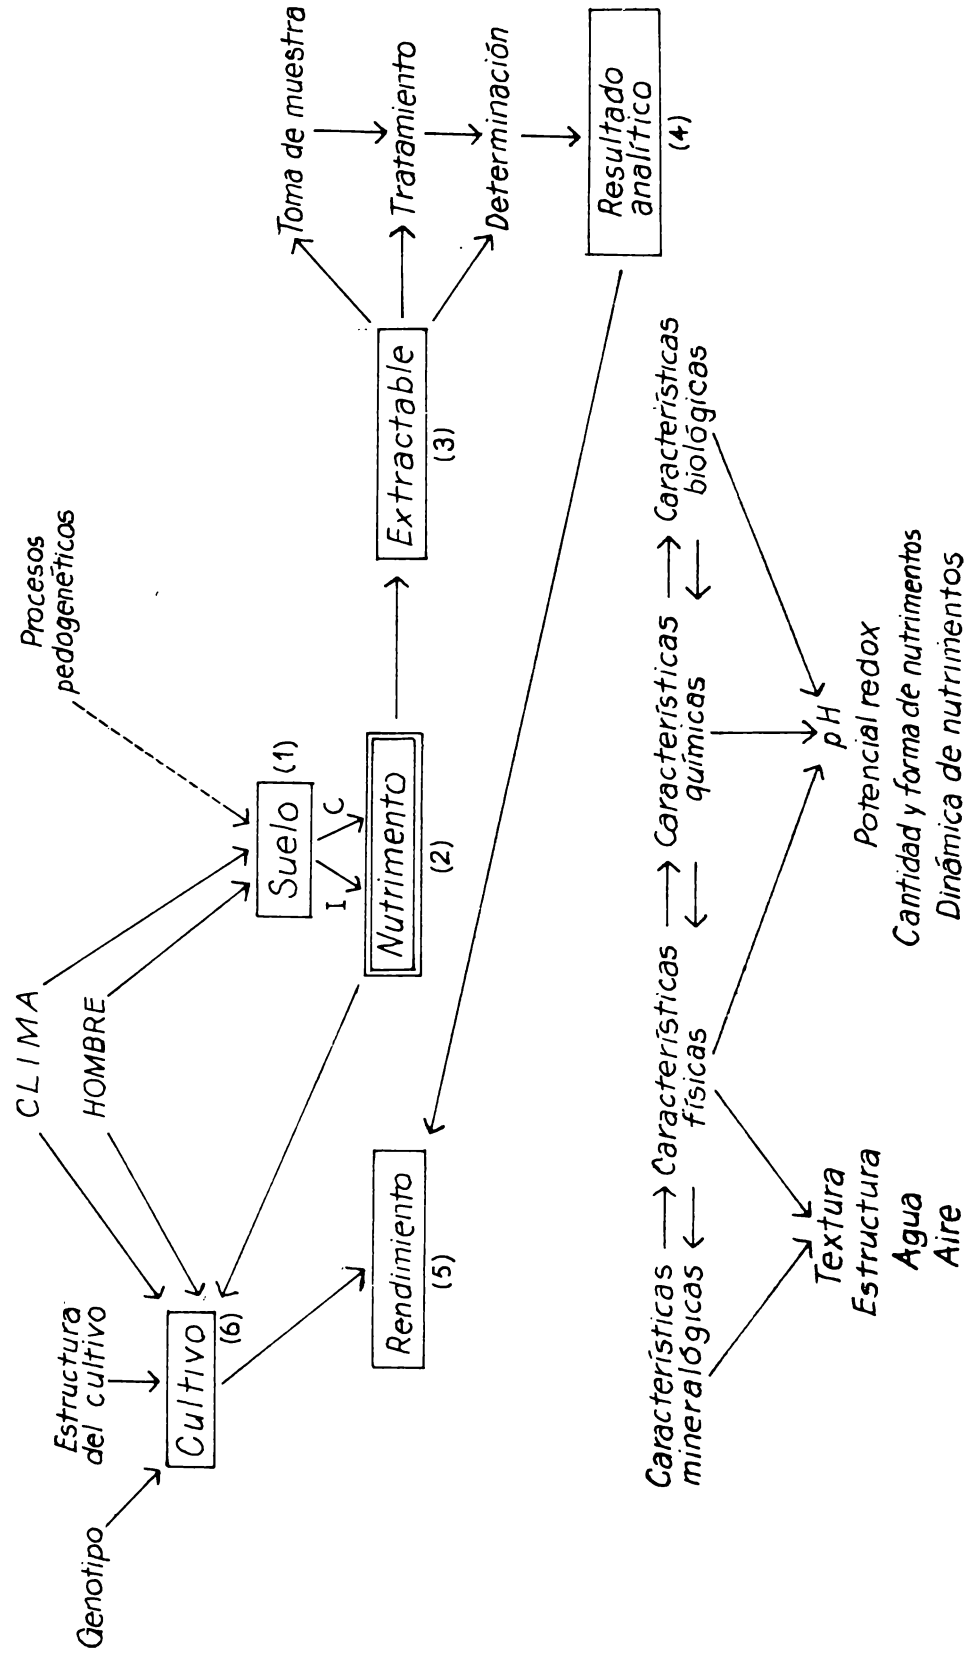 CLIMA
HOMBRE
Procesos
pedogenéticos
Genotipo
Estructura
del cultivo
Cultivo
(6)
Suelo (1)
I
C
Nutrimento
(2)
Rendimiento
(5)
Extractable
(3)
Toma de muestra
Tratamiento
Determinación
Resultado
analítico
(4)
Características
mineralógicas
Características
físicas
Características
químicas
Características
biológicas
Textura
Estructura
Agua
Aire
pH
Potencial redox
Cantidad y forma de nutrimentos
Dinámica de nutrimentos